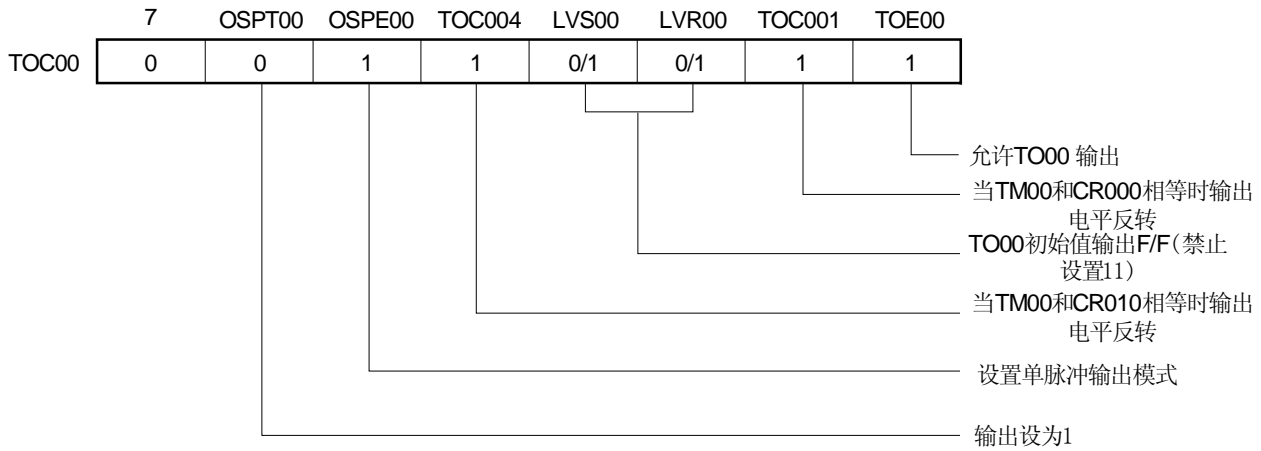 7 OSPT00 OSPE00 TOC004 LVS00 LVR00 TOC001 TOE00
TOC00 0 0 1 1 0/1 0/1 1 1
允许TO00 输出
当TM00和CR000相等时输出
电平反转
TO00初始值输出F/F(禁止
设置11)
当TM00和CR010相等时输出
电平反转
设置单脉冲输出模式
输出设为1